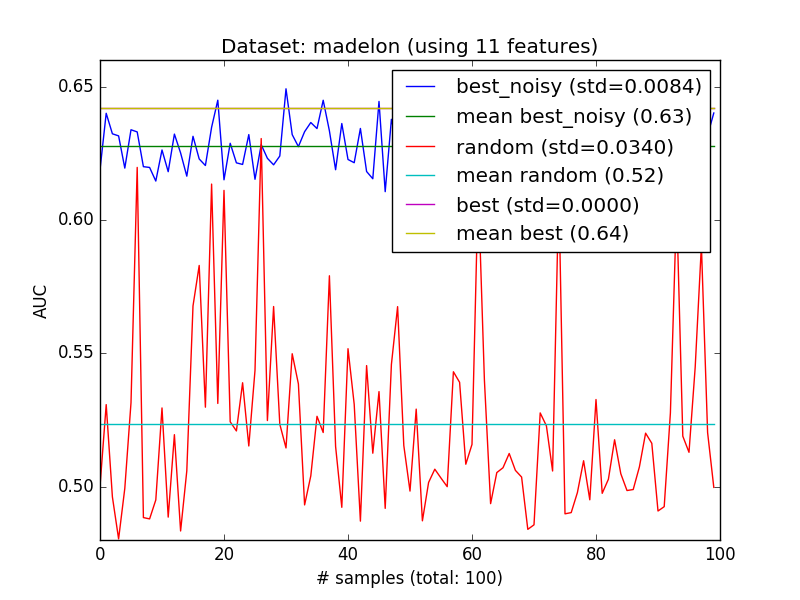 Dataset: madelon (using 11 features)
best_noisy (std=0.0084)
mean best_noisy (0.63)
random (std=0.0340)
mean random (0.52)
best (std=0.0000)
mean best (0.64)
AUC
0.65
0.60
0.55
0.50
0 20 40 60 80 100
# samples (total: 100)